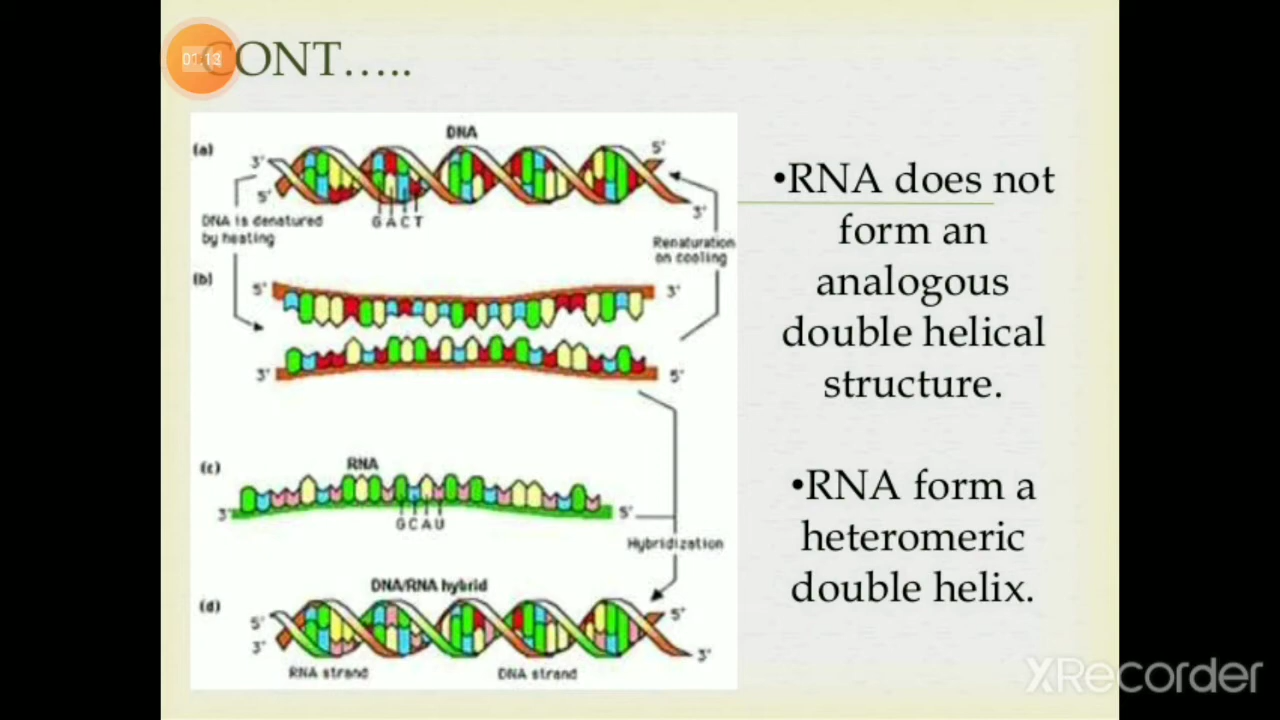 CONT.....
01:13
DNA
(a)
3'
5'
5'
3'
DNA is denatured
by heating
G A C T
Renaturation
on cooling
(b)
5'
3'
3'
5'
(c)
RNA
3'
5'
G C A U
Hybridization
DNA/RNA hybrid
(d)
5'
3'
5'
3'
RNA strand
DNA strand
•RNA does not
form an
analogous
double helical
structure.
•RNA form a
heteromeric
double helix.
XRecorder